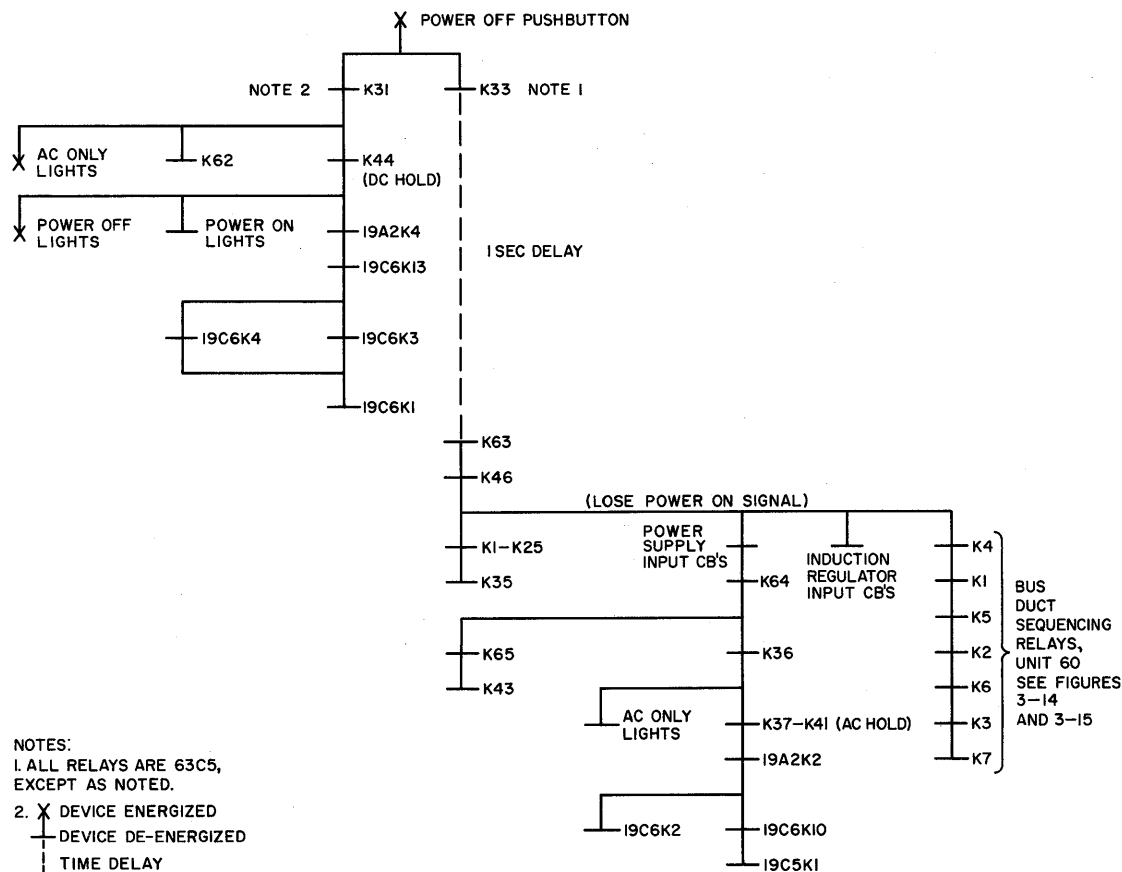 POWER OFF PUSHBUTTON
NOTE 2
K31
K33 NOTE 1
AC ONLY
LIGHTS
K62
K44
(DC HOLD)
POWER OFF
LIGHTS
POWER ON
LIGHTS
19A2K4
1 SEC DELAY
19C6K13
19C6K4
19C6K3
19C6K1
K63
K46
(LOSE POWER ON SIGNAL)
K1-K25
K35
POWER
SUPPLY
INPUT CB'S
K64
INDUCTION
REGULATOR
INPUT CB'S
K4
K1
K5
K2
K6
K3
K7
BUS
DUCT
SEQUENCING
RELAYS,
UNIT 60
SEE FIGURES
3-14
AND 3-15
K65
K43
K36
AC ONLY
LIGHTS
K37-K41 (AC HOLD)
19A2K2
19C6K2
19C6K10
19C5K1
NOTES:
1. ALL RELAYS ARE 63C5,
EXCEPT AS NOTED.
2. X DEVICE ENERGIZED
DEVICE DE-ENERGIZED
TIME DELAY